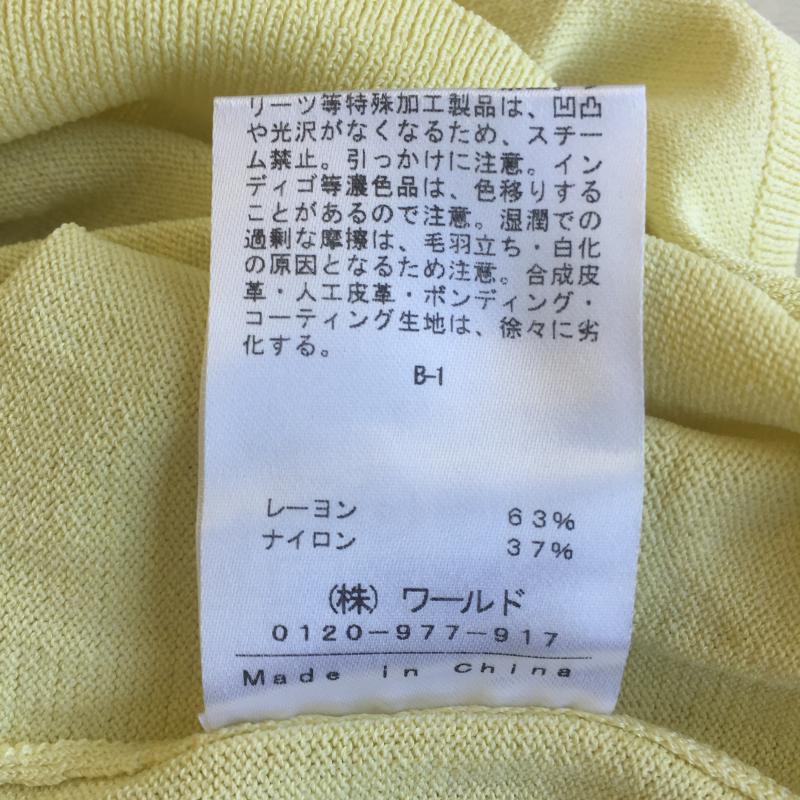 リーツ等特殊加工製品は、凹凸
や光沢がなくなるため、スチー
ム禁止。引っかけに注意。イン
ディゴ等濃色品は、色移りする
ことがあるので注意。湿潤での
過剰な摩擦は、毛羽立ち・白化
の原因となるため注意。合成皮
革・人工皮革・ボンディング・
コーティング生地は、徐々に劣
化する。
B-1
レーヨン 63%
ナイロン 37%
(株)ワールド
0120-977-917
Made in China